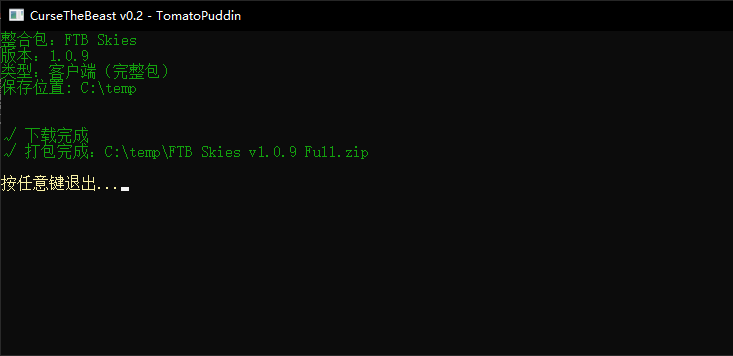 CurseTheBeast v0.2 - TomatoPuddin
整合包: FTB Skies
版本: 1.0.9
类型: 客户端（完整包）
保存位置: C:\temp
√ 下载完成
√ 打包完成: C:\temp\FTB Skies v1.0.9 Full.zip
按任意键退出...